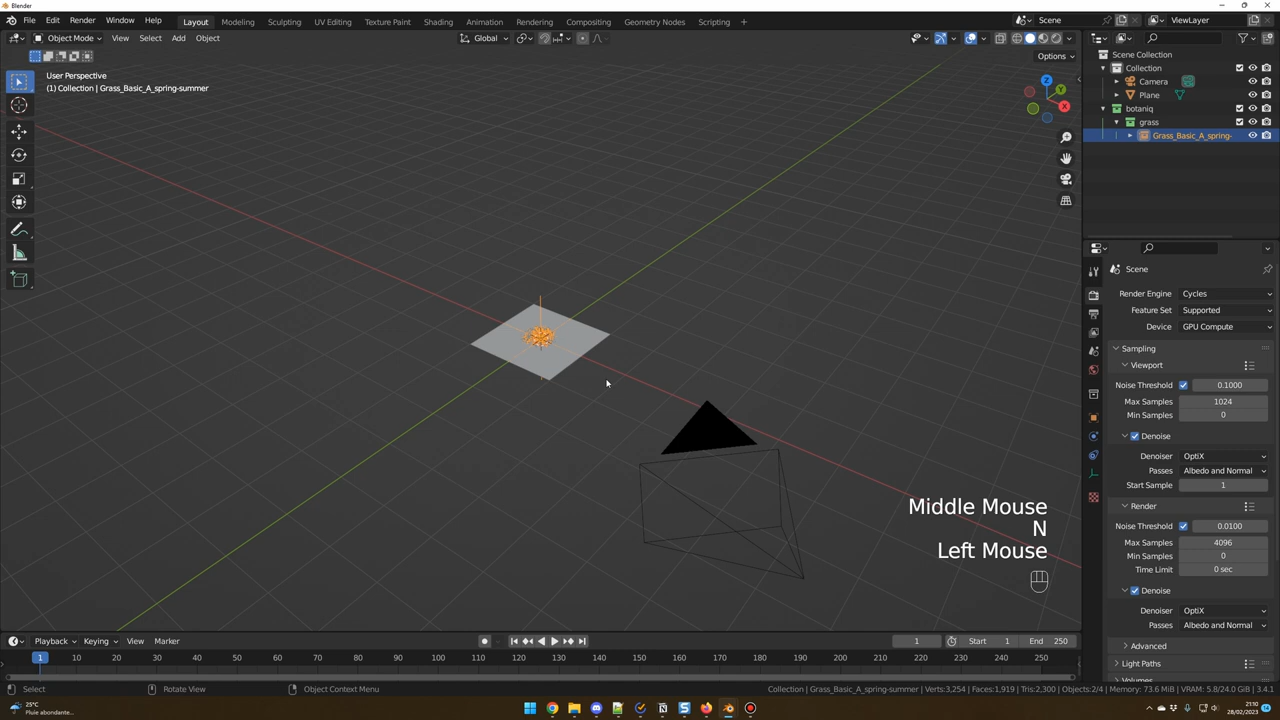 Blender
File Edit Render Window Help Layout Modeling Sculpting UV Editing Texture Paint Shading Animation Rendering Compositing Geometry Nodes Scripting + Scene ViewLayer
Object Mode View Select Add Object Global
Options
User Perspective
(1) Collection | Grass_Basic_A_spring-summer
Z
Y
X
Scene Collection
Collection
Camera
Plane
botaniq
grass
Grass_Basic_A_spring-
Scene
Render Engine Cycles
Feature Set Supported
Device GPU Compute
Sampling
Viewport
Noise Threshold 0.1000
Max Samples 1024
Min Samples 0
Denoise
Denoiser OptiX
Passes Albedo and Normal
Start Sample 1
Render
Noise Threshold 0.0100
Max Samples 4096
Min Samples 0
Time Limit 0 sec
Denoise
Denoiser OptiX
Passes Albedo and Normal
Advanced
Light Paths
Middle Mouse
N
Left Mouse
Playback Keying View Marker 1 Start 1 End 250
1 10 20 30 40 50 60 70 80 90 100 110 120 130 140 150 160 170 180 190 200 210 220 230 240 250
Select Rotate View Object Context Menu Collection | Grass_Basic_A_spring-summer | Verts:3,254 | Faces:1,919 | Tris:2,300 | Objects:2/4 | Memory: 73.6 MiB | VRAM: 5.8/24.0 GiB | 3.4.1
25°C
Pluie abondante...
21:10
28/02/2023